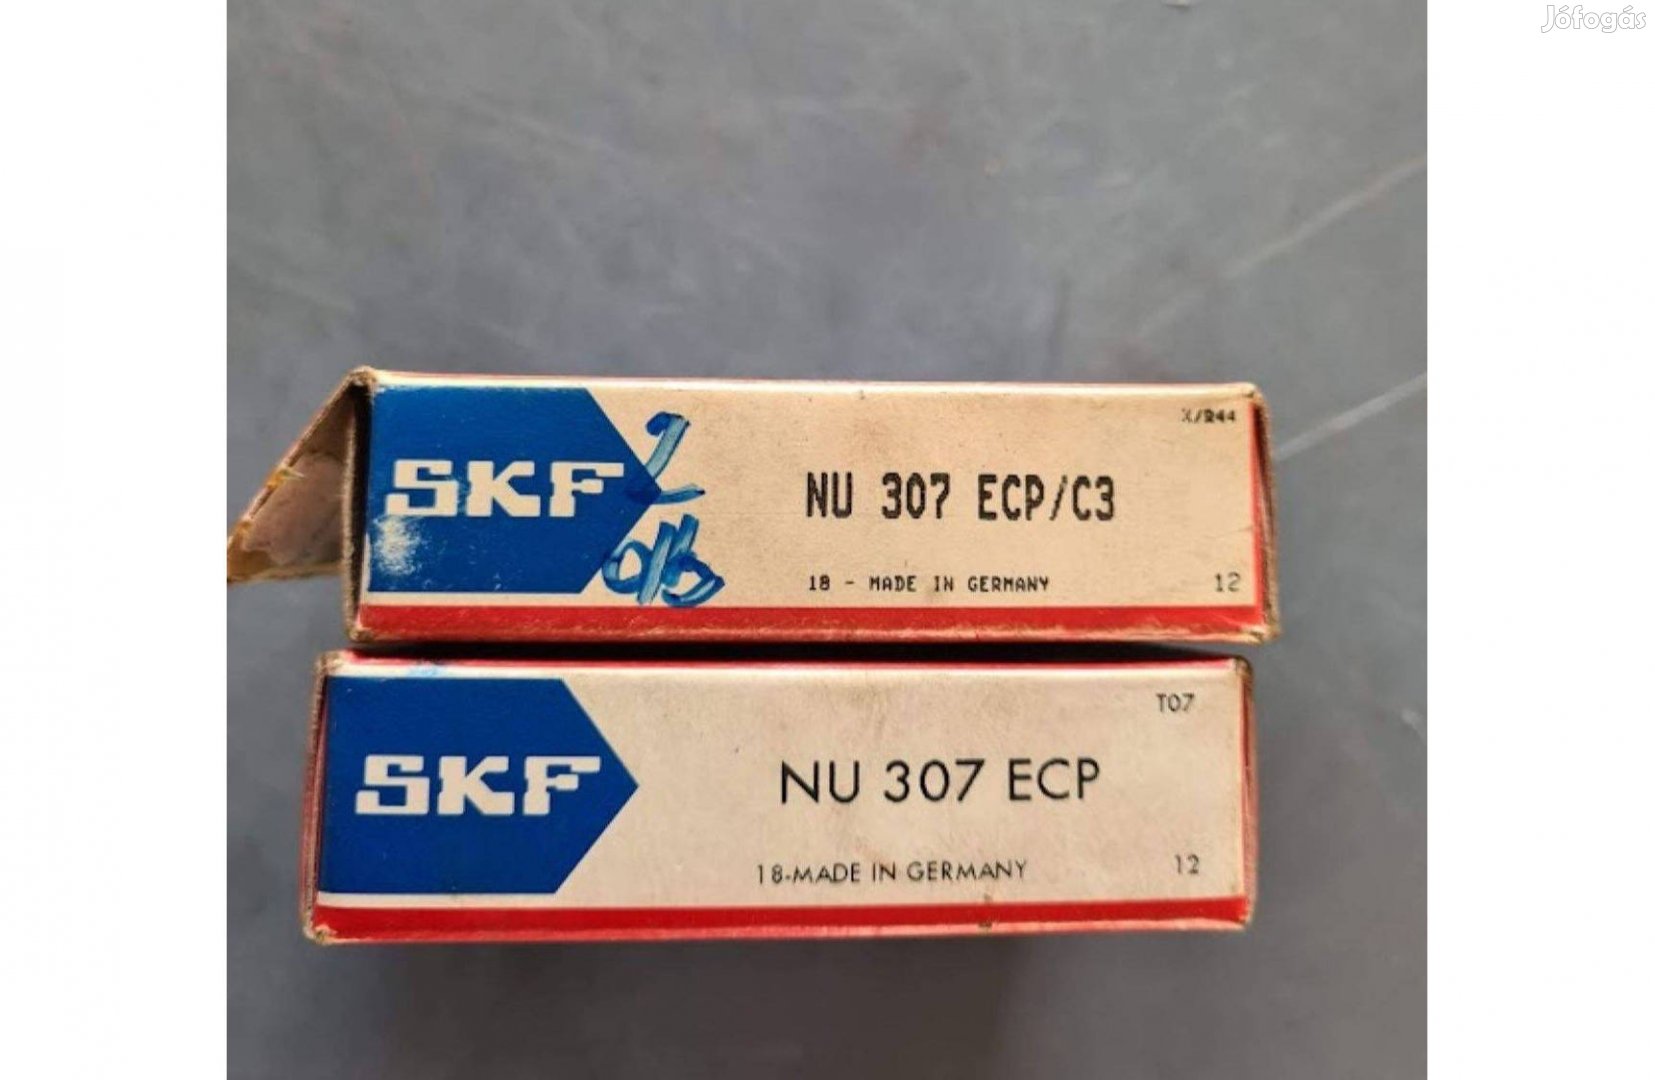 Jófogás
SKF
X/244
NU 307 ECP/C3
18 - MADE IN GERMANY
12
SKF
T07
NU 307 ECP
18-MADE IN GERMANY
12